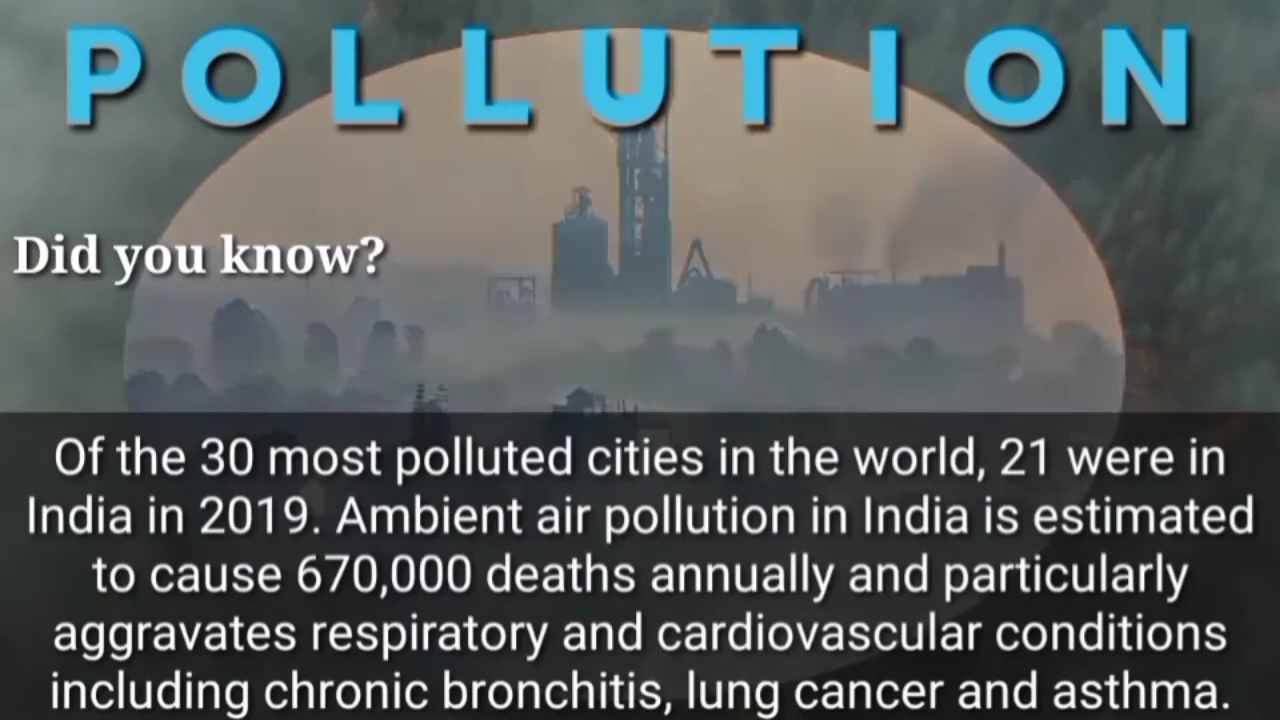 POLLUTION
Did you know?
Of the 30 most polluted cities in the world, 21 were in
India in 2019. Ambient air pollution in India is estimated
to cause 670,000 deaths annually and particularly
aggravates respiratory and cardiovascular conditions
including chronic bronchitis, lung cancer and asthma.